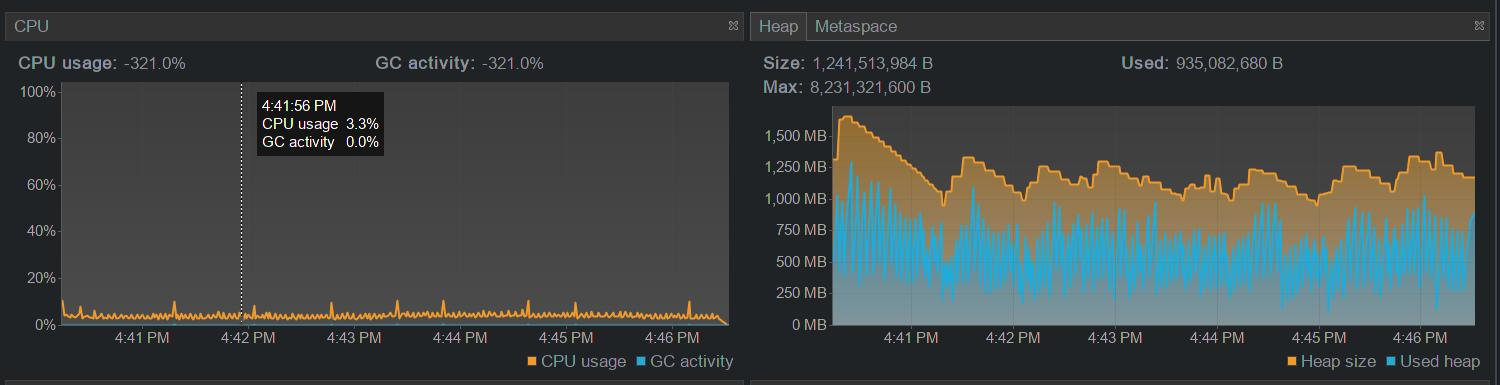 CPU
CPU usage: -321.0% GC activity: -321.0%
100%
80%
60%
40%
20%
0%
4:41:56 PM
CPU usage 3.3%
GC activity 0.0%
4:41 PM 4:42 PM 4:43 PM 4:44 PM 4:45 PM 4:46 PM
CPU usage GC activity
Heap Metaspace
Size: 1,241,513,984 B Used: 935,082,680 B
Max: 8,231,321,600 B
1,500 MB
1,250 MB
1,000 MB
750 MB
500 MB
250 MB
0 MB
4:41 PM 4:42 PM 4:43 PM 4:44 PM 4:45 PM 4:46 PM
Heap size Used heap